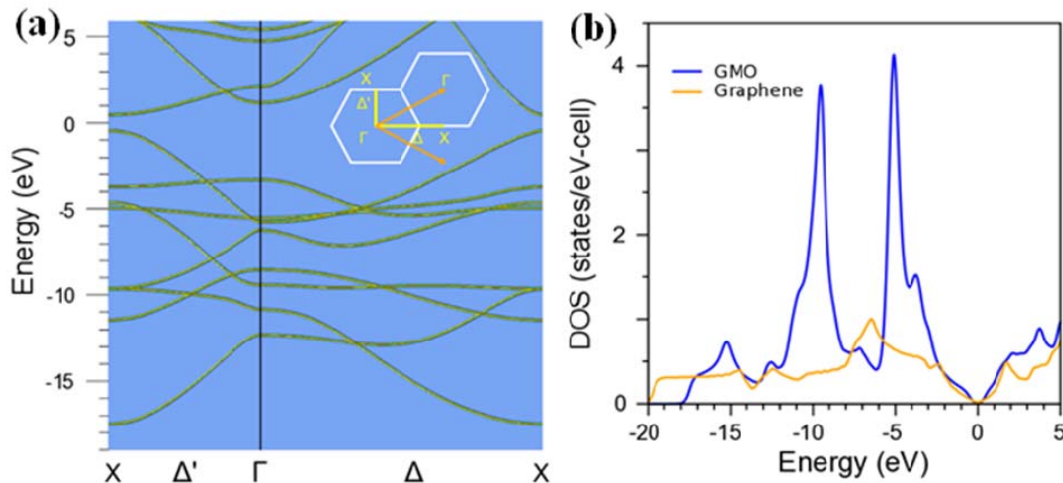 (a)
5
0
-5
-10
-15
Energy (eV)
X Δ' Γ Δ X
X
Δ'
Γ
Γ
Δ
X
(b)
GMO
Graphene
4
2
0
DOS (states/eV-cell)
-20 -15 -10 -5 0 5
Energy (eV)